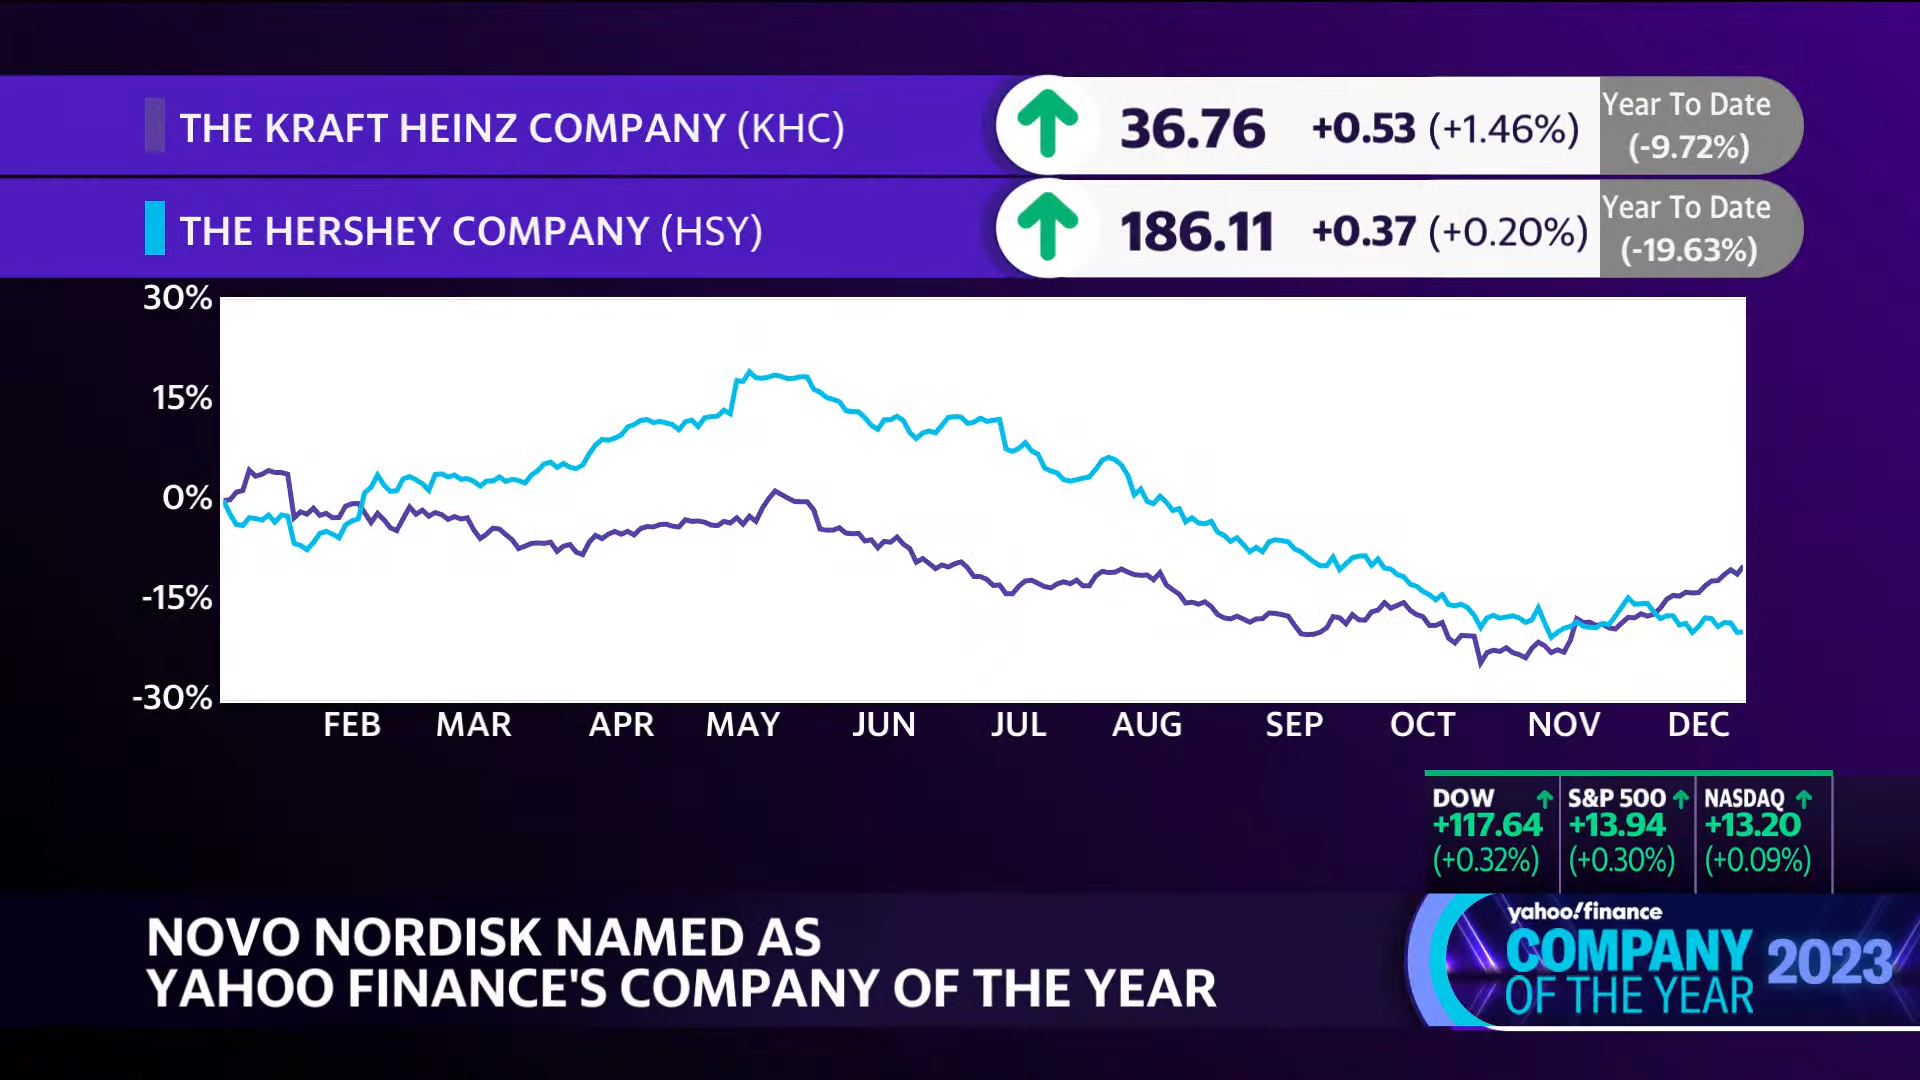 THE KRAFT HEINZ COMPANY (KHC) 36.76 +0.53 (+1.46%) Year To Date
(-9.72%)
THE HERSHEY COMPANY (HSY) 186.11 +0.37 (+0.20%) Year To Date
(-19.63%)
30%
15%
0%
-15%
-30%
FEB MAR APR MAY JUN JUL AUG SEP OCT NOV DEC
DOW S&P 500 NASDAQ
+117.64 +13.94 +13.20
(+0.32%) (+0.30%) (+0.09%)
NOVO NORDISK NAMED AS
YAHOO FINANCE'S COMPANY OF THE YEAR
yahoo!finance
COMPANY 2023
OF THE YEAR